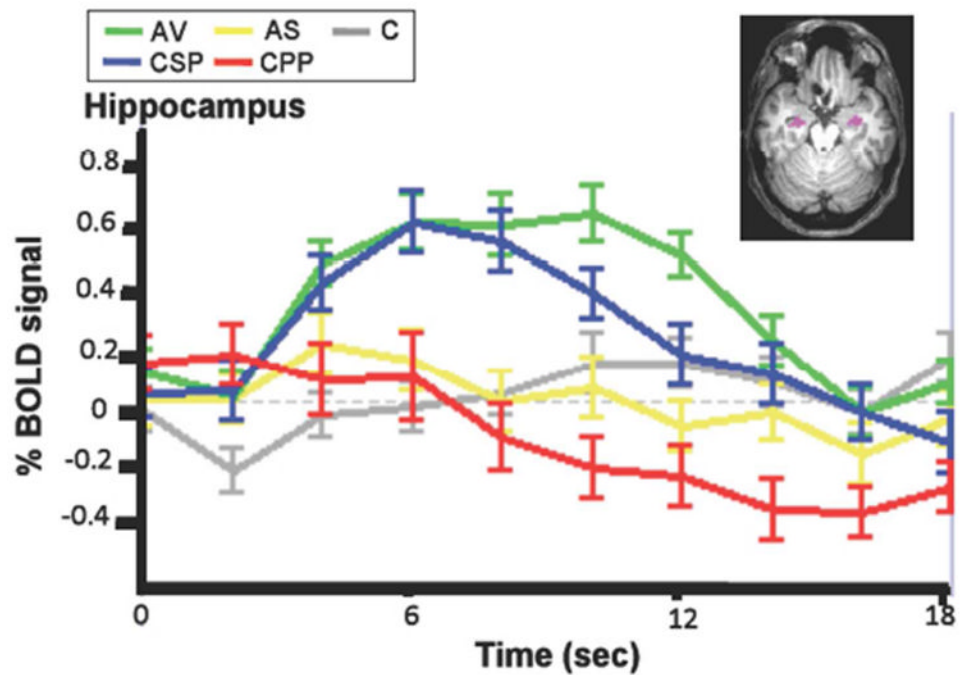 AV AS C
CSP CPP
Hippocampus
0.8
0.6
0.4
0.2
0
-0.2
-0.4
% BOLD signal
0 6 12 18
Time (sec)